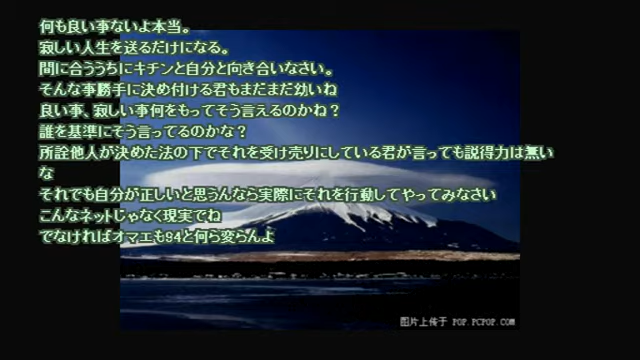 何も良い事ないよ本当。
寂しい人生を送るだけになる。
間に合ううちにキチンと自分と向き合いなさい。
そんな事勝手に決め付ける君もまだまだ幼いね
良い事、寂しい事何をもってそう言えるのかね？
誰を基準にそう言ってるのかな？
所詮他人が決めた法の下でそれを受け売りにしている君が言っても説得力は無い
な
それでも自分が正しいと思うんなら実際にそれを行動してやってみなさい
こんなネットじゃなく現実でね
でなければオマエも94と何ら変らんよ
图片上传于 POP.PCPOP.COM